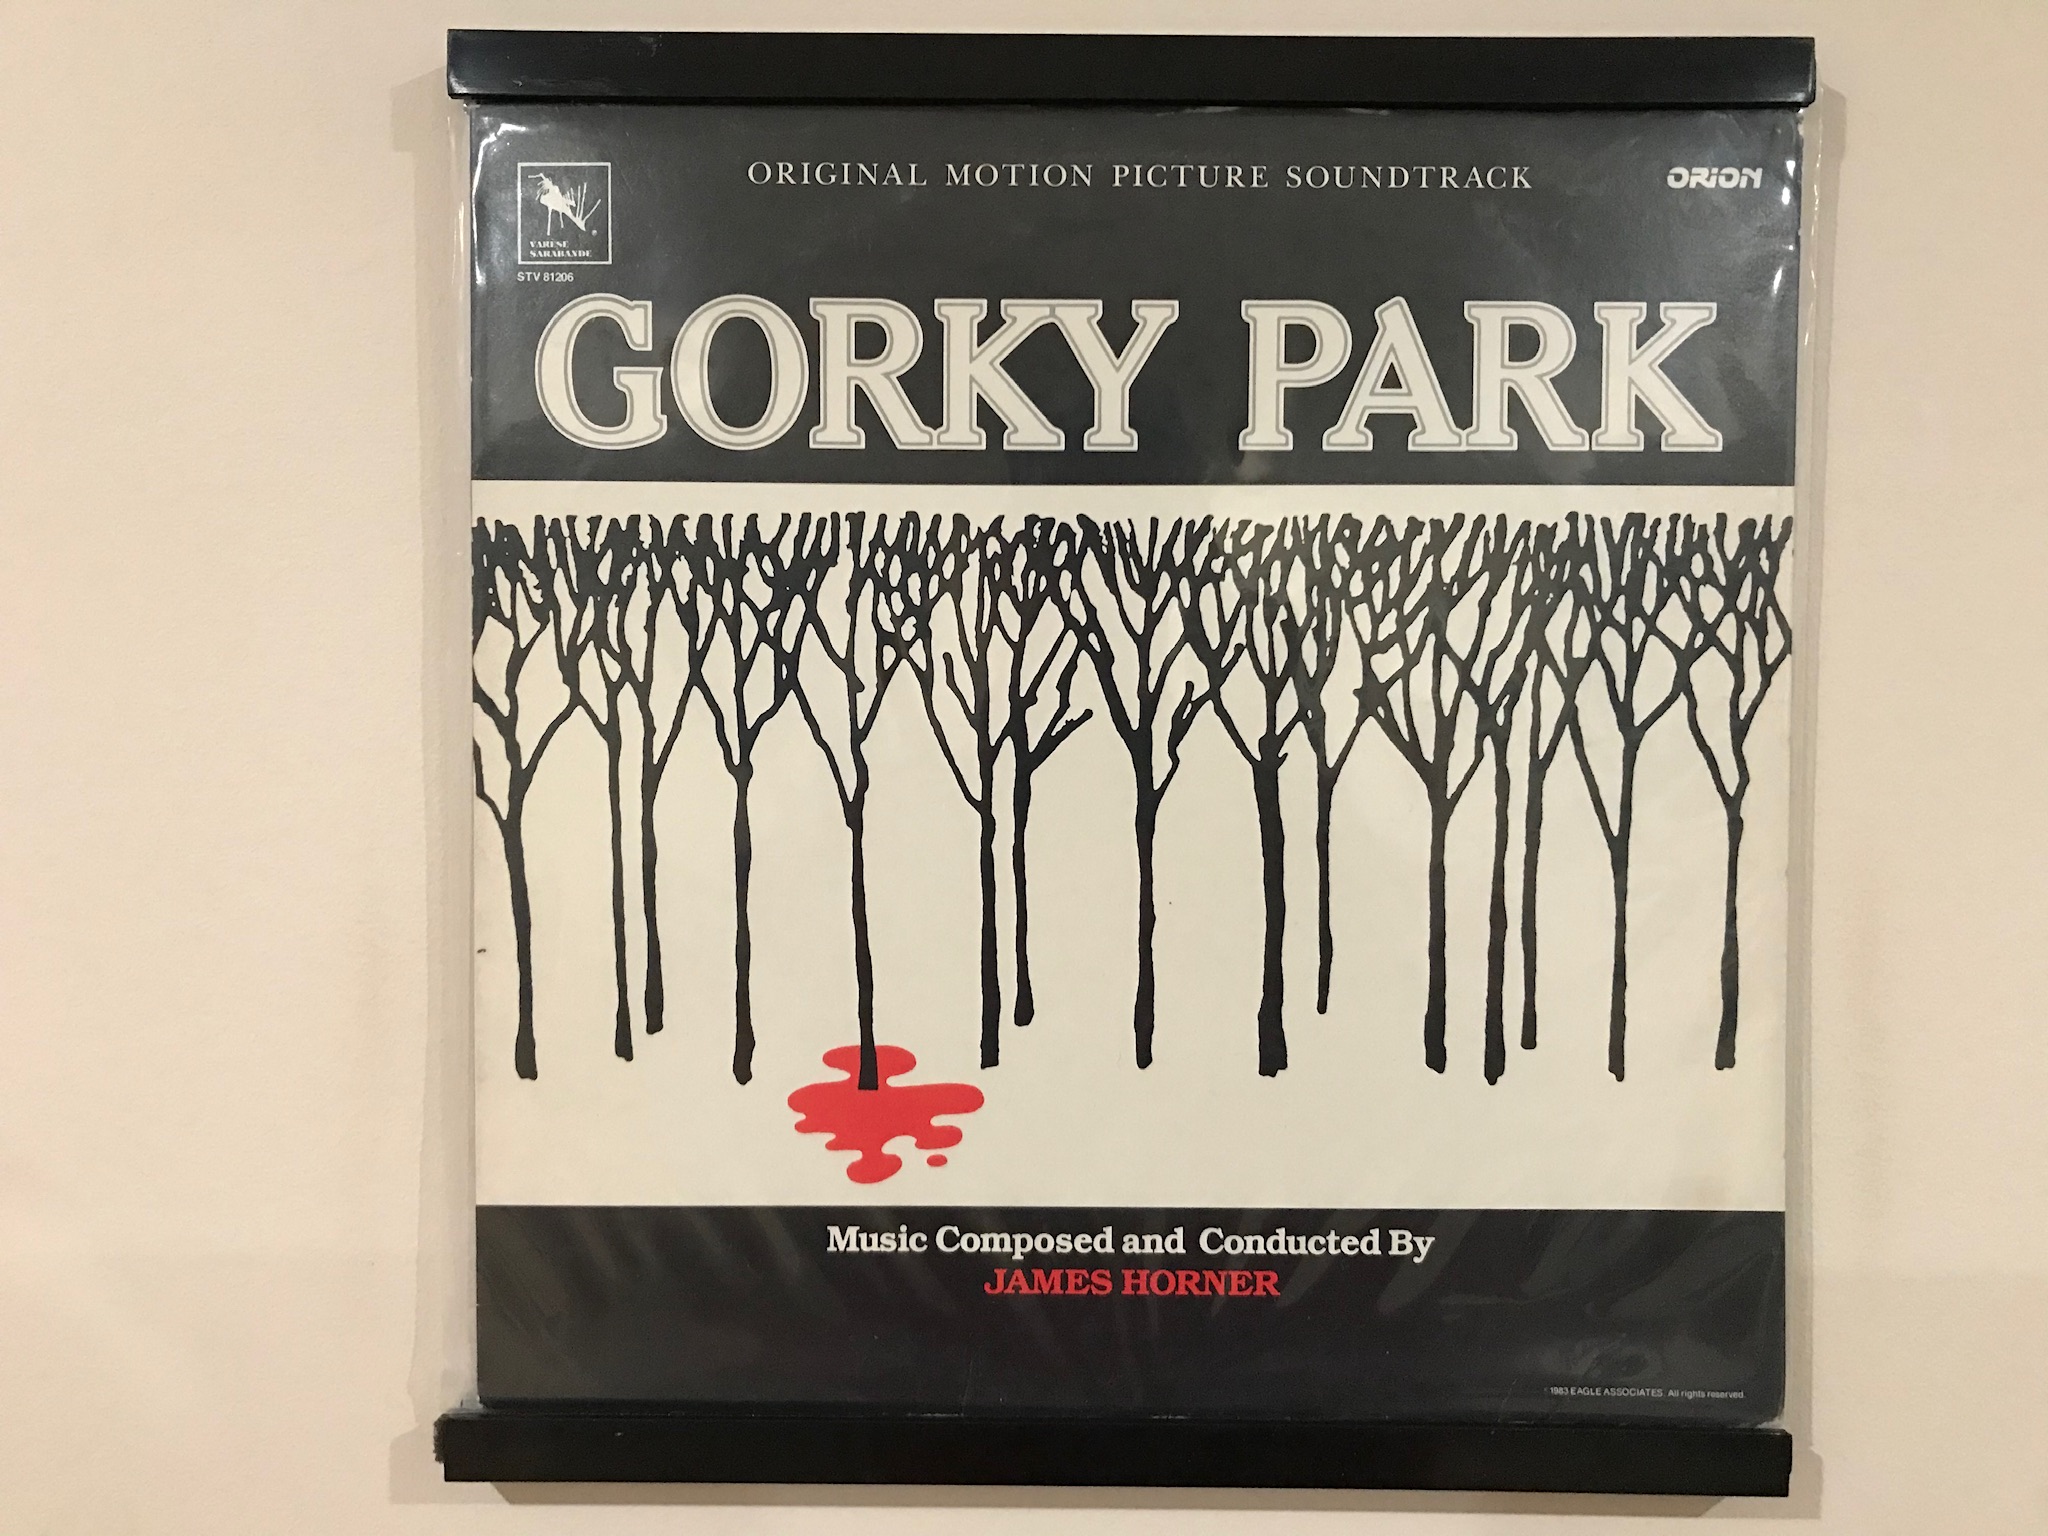 ORIGINAL MOTION PICTURE SOUNDTRACK
ORION
VARÈSE
SARABANDE
STV 81206
GORKY PARK
Music Composed and Conducted By
JAMES HORNER
1983 EAGLE ASSOCIATES. All rights reserved.